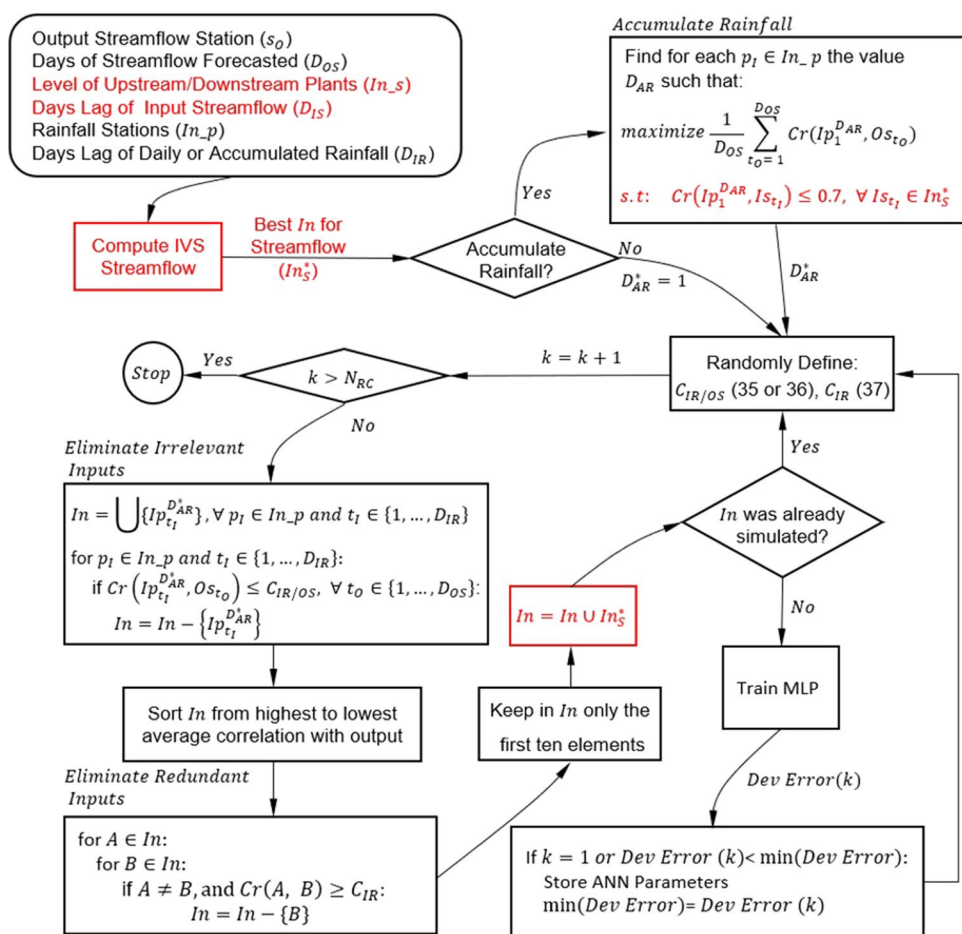 Output Streamflow Station (s_O)
Days of Streamflow Forecasted (D_OS)
Level of Upstream/Downstream Plants (In_s)
Days Lag of Input Streamflow (D_IS)
Rainfall Stations (In_p)
Days Lag of Daily or Accumulated Rainfall (D_IR)
Accumulate Rainfall
Find for each p_I ∈ In_p the value
D_AR such that:
maximize 1/D_OS ∑_{t_O=1}^{D_OS} Cr(Ip_1^{D_AR}, Os_{t_O})
s.t: Cr(Ip_1^{D_AR}, Is_{t_I}) ≤ 0.7, ∀ Is_{t_I} ∈ In_S^*
Compute IVS
Streamflow
Best In for
Streamflow
(In_S^*)
Accumulate
Rainfall?
Yes
No
D_AR^* = 1
D_AR^*
Randomly Define:
C_IR/OS (35 or 36), C_IR (37)
k = k + 1
k > N_RC
Yes
Stop
No
Eliminate Irrelevant
Inputs
In = ⋃{Ip_{t_I}^{D_AR^*}}, ∀ p_I ∈ In_p and t_I ∈ {1, …, D_IR}
for p_I ∈ In_p and t_I ∈ {1, …, D_IR}:
if Cr(Ip_{t_I}^{D_AR^*}, Os_{t_O}) ≤ C_IR/OS, ∀ t_O ∈ {1, …, D_OS}:
In = In − {Ip_{t_I}^{D_AR^*}}
Sort In from highest to lowest
average correlation with output
Eliminate Redundant
Inputs
for A ∈ In:
for B ∈ In:
if A ≠ B, and Cr(A, B) ≥ C_IR:
In = In − {B}
Keep in In only the
first ten elements
In = In ∪ In_S^*
In was already
simulated?
Yes
No
Train MLP
Dev Error(k)
If k = 1 or Dev Error (k)< min(Dev Error):
Store ANN Parameters
min(Dev Error)= Dev Error (k)